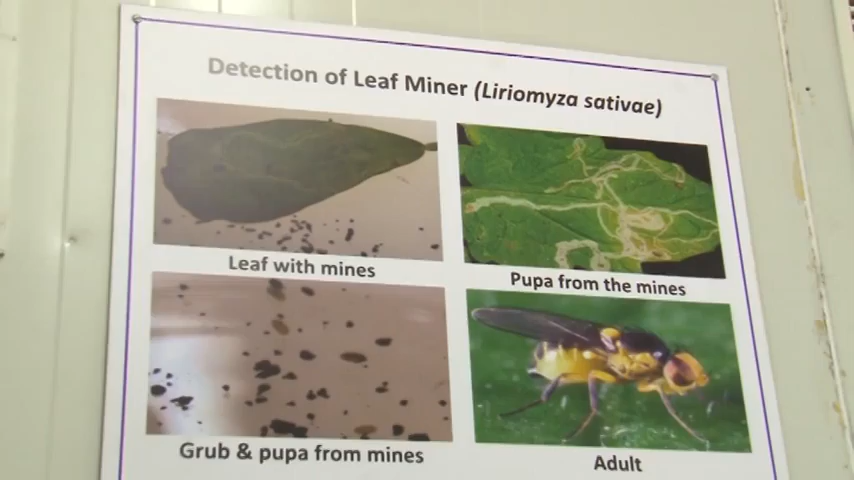 Detection of Leaf Miner (Liriomyza sativae)
Leaf with mines
Pupa from the mines
Grub & pupa from mines
Adult